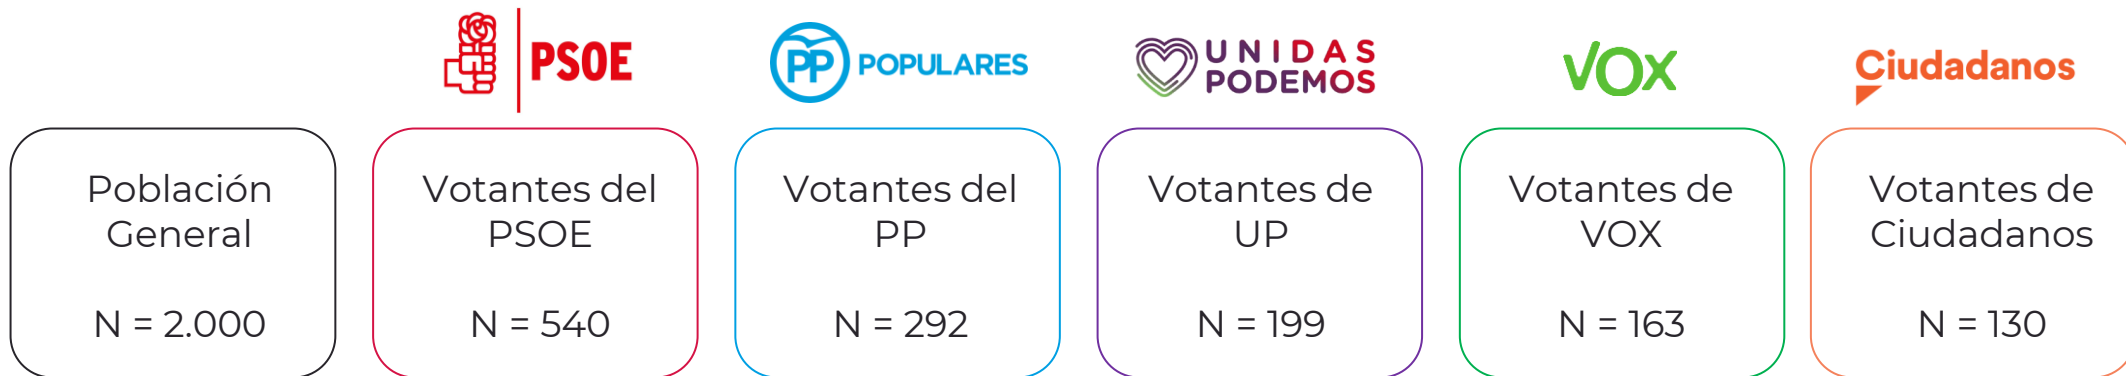 PSOE
PP POPULARES
UNIDAS
PODEMOS
VOX
Ciudadanos
Población
General
N = 2.000
Votantes del
PSOE
N = 540
Votantes del
PP
N = 292
Votantes de
UP
N = 199
Votantes de
VOX
N = 163
Votantes de
Ciudadanos
N = 130